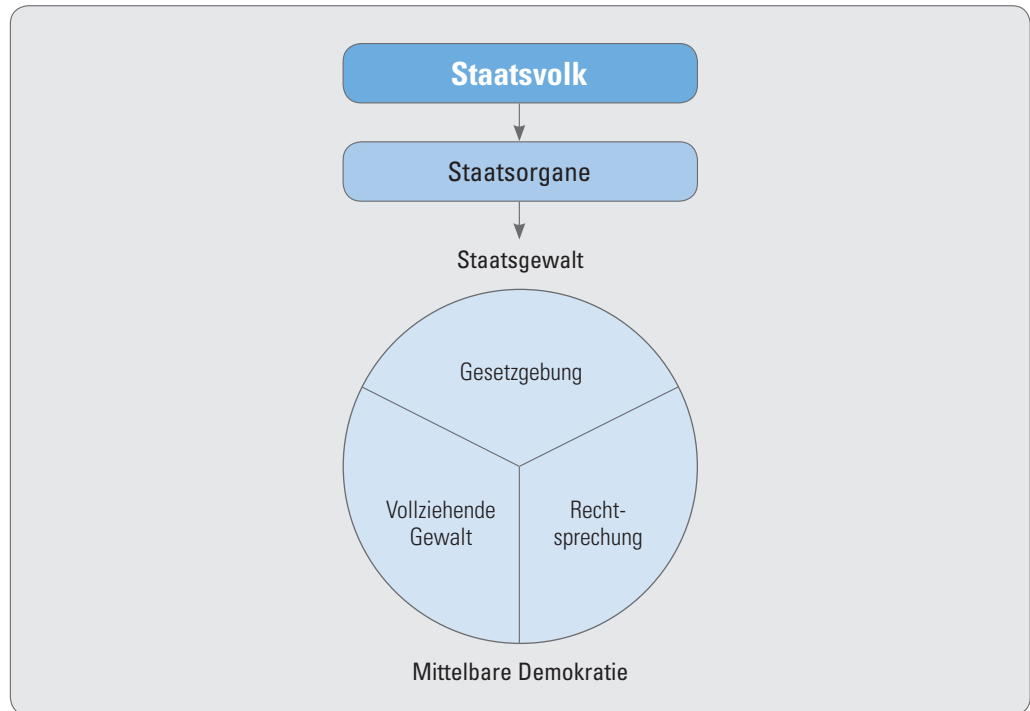 Staatsvolk
Staatsorgane
Staatsgewalt
Gesetzgebung
Vollziehende
Gewalt
Recht-
sprechung
Mittelbare Demokratie